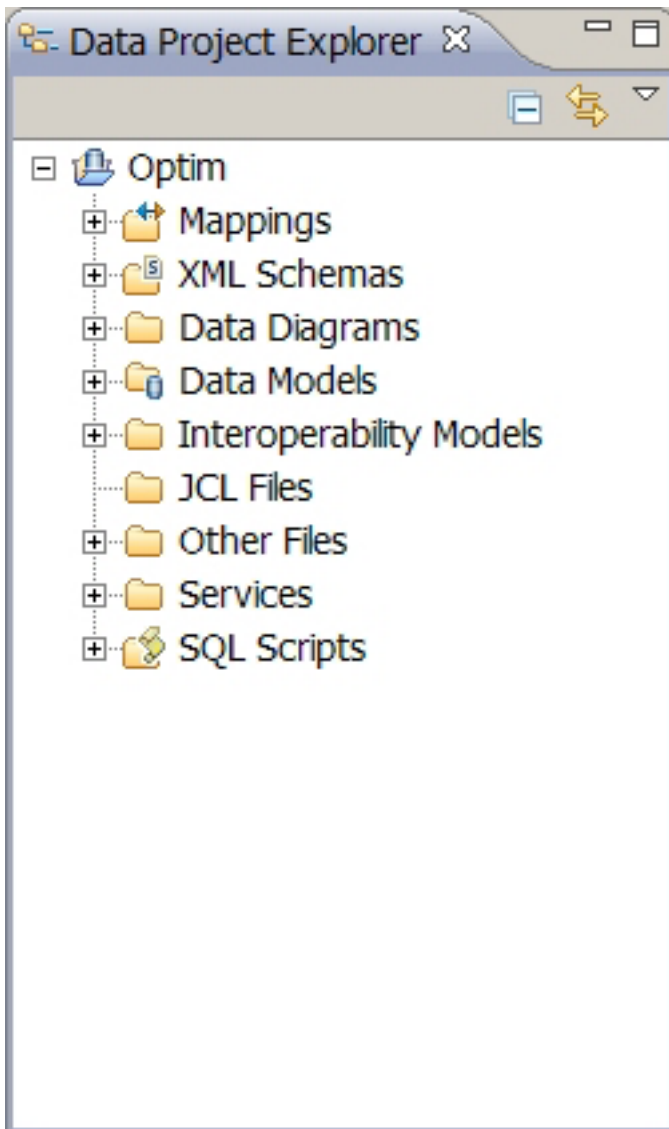 Data Project Explorer
Optim
Mappings
XML Schemas
Data Diagrams
Data Models
Interoperability Models
JCL Files
Other Files
Services
SQL Scripts